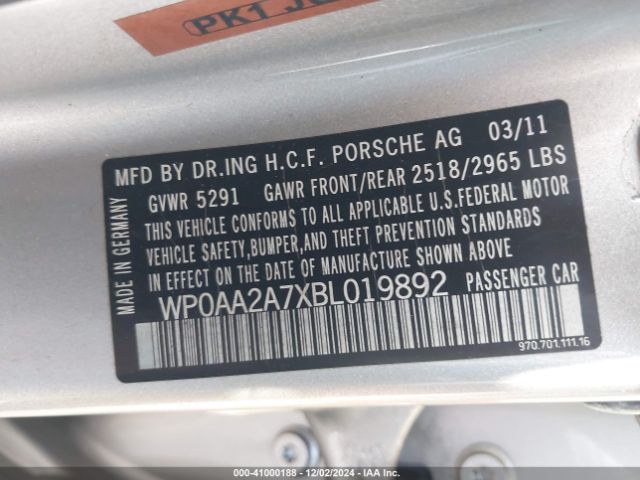 PK1
MFD BY DR.ING H.C.F. PORSCHE AG 03/11
GVWR 5291 GAWR FRONT/REAR 2518/2965 LBS
THIS VEHICLE CONFORMS TO ALL APPLICABLE U.S.FEDERAL MOTOR
VEHICLE SAFETY,BUMPER,AND THEFT PREVENTION STANDARDS
IN EFFECT ON THE DATE OF MANUFACTURE SHOWN ABOVE
WP0AA2A7XBL019892 PASSENGER CAR
MADE IN GERMANY
970.701.111.16
000-41000188 - 12/02/2024 - IAA Inc.